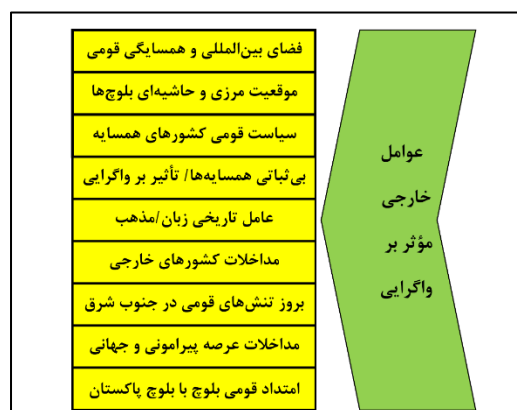 فضای بین‌المللی و همسایگی قومی
موقعیت مرزی و حاشیه‌ای بلوچ‌ها
سیاست قومی کشورهای همسایه
بی‌ثباتی همسایه‌ها/ تأثیر بر واگرایی
عامل تاریخی زبان/مذهب
مداخلات کشورهای خارجی
بروز تنش‌های قومی در جنوب شرق
مداخلات عرصه پیرامونی و جهانی
امتداد قومی بلوچ با بلوچ پاکستان
عوامل
خارجی
مؤثر بر
واگرایی